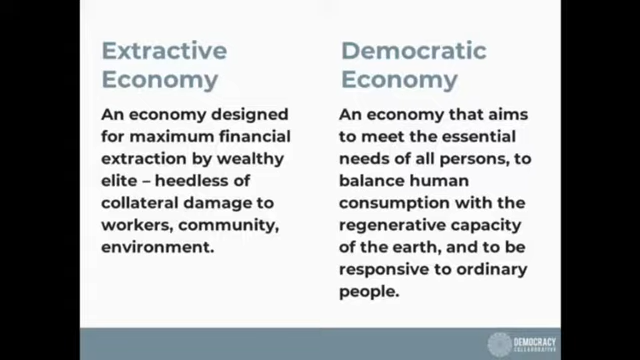 Extractive
Economy
An economy designed
for maximum financial
extraction by wealthy
elite – heedless of
collateral damage to
workers, community,
environment.
Democratic
Economy
An economy that aims
to meet the essential
needs of all persons, to
balance human
consumption with the
regenerative capacity
of the earth, and to be
responsive to ordinary
people.
DEMOCRACY
COLLABORATIVE